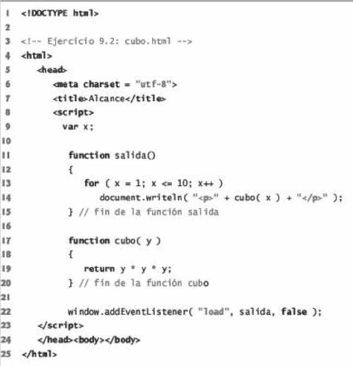 1 <!DOCTYPE html>
2
3 <!-- Ejercicio 9.2: cubo.html -->
4 <html>
5 <head>
6 <meta charset = "utf-8">
7 <title>Alcance</title>
8 <script>
9 var x;
10
11 function salida()
12 {
13 for ( x = 1; x <= 10; x++ )
14 document.writeln( "<p>" + cubo( x ) + "</p>" );
15 } // fin de la función salida
16
17 function cubo( y )
18 {
19 return y * y * y;
20 } // fin de la función cubo
21
22 window.addEventListener( "load", salida, false );
23 </script>
24 </head><body></body>
25 </html>